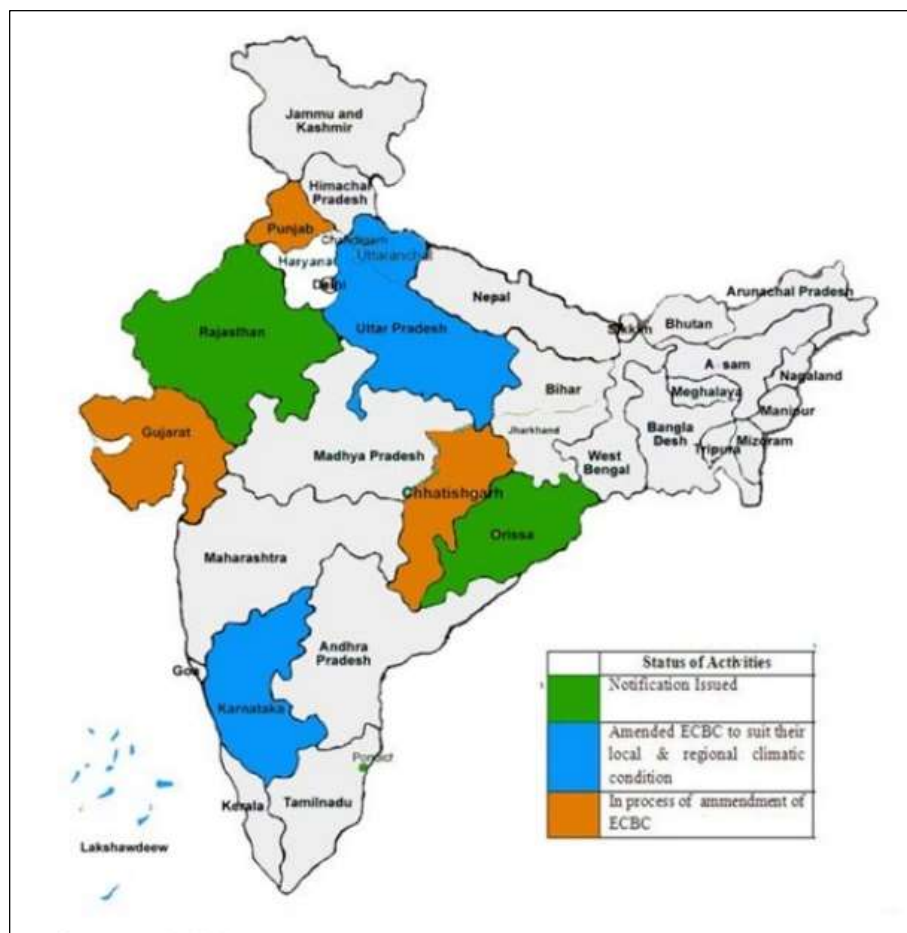 Jammu and
Kashmir
Himachal
Pradesh
Punjab
Chandigarh
Haryana
Uttaranchal
Delhi
Nepal
Arunachal Pradesh
Sikkim
Bhutan
Rajasthan
Uttar Pradesh
Assam
Nagaland
Bihar
Meghalaya
Manipur
Gujarat
Jharkhand
Bangla
Desh
Madhya Pradesh
West
Bengal
Tripura
Mizoram
Chhatishgarh
Orissa
Maharashtra
Andhra
Pradesh
Goa
Karnataka
Kerala
Tamilnadu
Lakshawdeew
Status of Activities
Notification Issued
Amended ECBC to suit their
local & regional climatic
condition
In process of ammendment of
ECBC